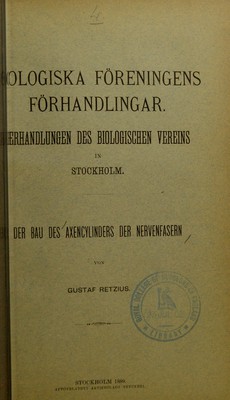 OLOGISKA FÖRENINGENS
FÖRHANDLINGAR.
ERHANDLUNGEN DES BIOLOGISCHEN VEREINS
IN
STOCKHOLM.
DER BAU DES AXENCYLINDERS DER NERVENFASERN
VON
GUSTAF RETZIUS.
STOCKHOLM